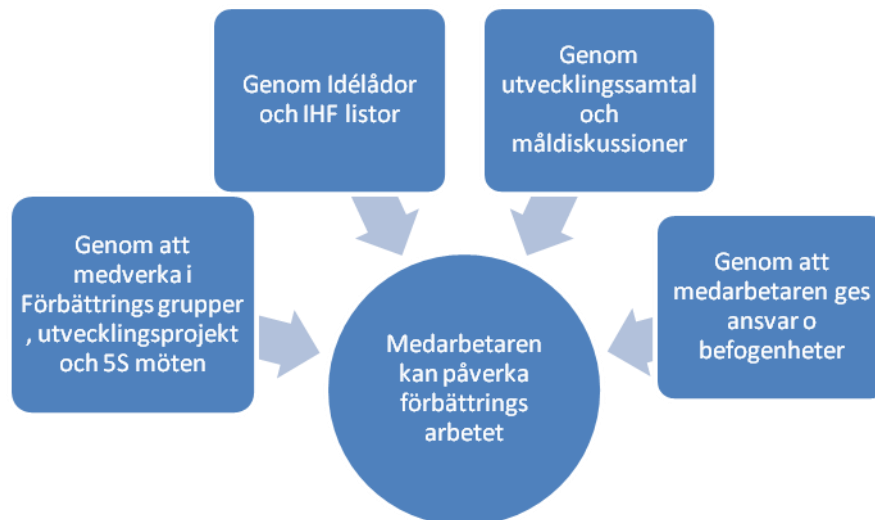 Genom Idélådor
och IHF listor
Genom
utvecklingssamtal
och
måldiskussioner
Genom att
medverka i
Förbättrings grupper
, utvecklingsprojekt
och 5S möten
Genom att
medarbetaren ges
ansvar o
befogenheter
Medarbetaren
kan påverka
förbättrings
arbetet